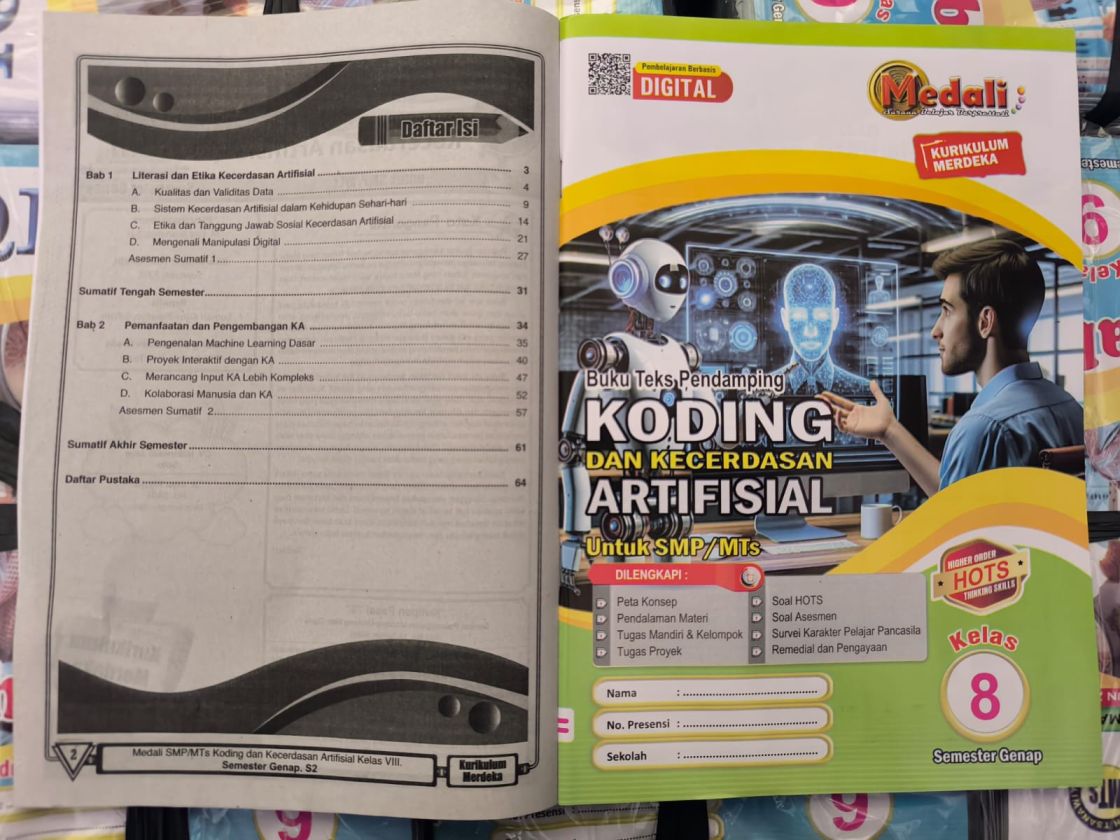 Daftar Isi
Bab 1 Literasi dan Etika Kecerdasan Artifisial ........ 3
A. Kualitas dan Validitas Data ........ 4
B. Sistem Kecerdasan Artifisial dalam Kehidupan Sehari-hari ........ 9
C. Etika dan Tanggung Jawab Sosial Kecerdasan Artifisial ........ 14
D. Mengenali Manipulasi Digital ........ 21
Asesmen Sumatif 1 ........ 27
Sumatif Tengah Semester ........ 31
Bab 2 Pemanfaatan dan Pengembangan KA ........ 34
A. Pengenalan Machine Learning Dasar ........ 35
B. Proyek Interaktif dengan KA ........ 40
C. Merancang Input KA Lebih Kompleks ........ 47
D. Kolaborasi Manusia dan KA ........ 52
Asesmen Sumatif 2 ........ 57
Sumatif Akhir Semester ........ 61
Daftar Pustaka ........ 64
2
Medali SMP/MTs Koding dan Kecerdasan Artifisial Kelas VIII.
Semester Genap. S2
Kurikulum
Merdeka
Pembelajaran Berbasis
DIGITAL
Medali
Sarana Belajar Berprestasi
KURIKULUM
MERDEKA
Buku Teks Pendamping
KODING
DAN KECERDASAN
ARTIFISIAL
Untuk SMP/MTs
DILENGKAPI :
Peta Konsep
Pendalaman Materi
Tugas Mandiri & Kelompok
Tugas Proyek
Soal HOTS
Soal Asesmen
Survei Karakter Pelajar Pancasila
Remedial dan Pengayaan
HIGHER ORDER
HOTS
THINKING SKILLS
Kelas
8
Semester Genap
Nama : ........
No. Presensi : ........
Sekolah : ........